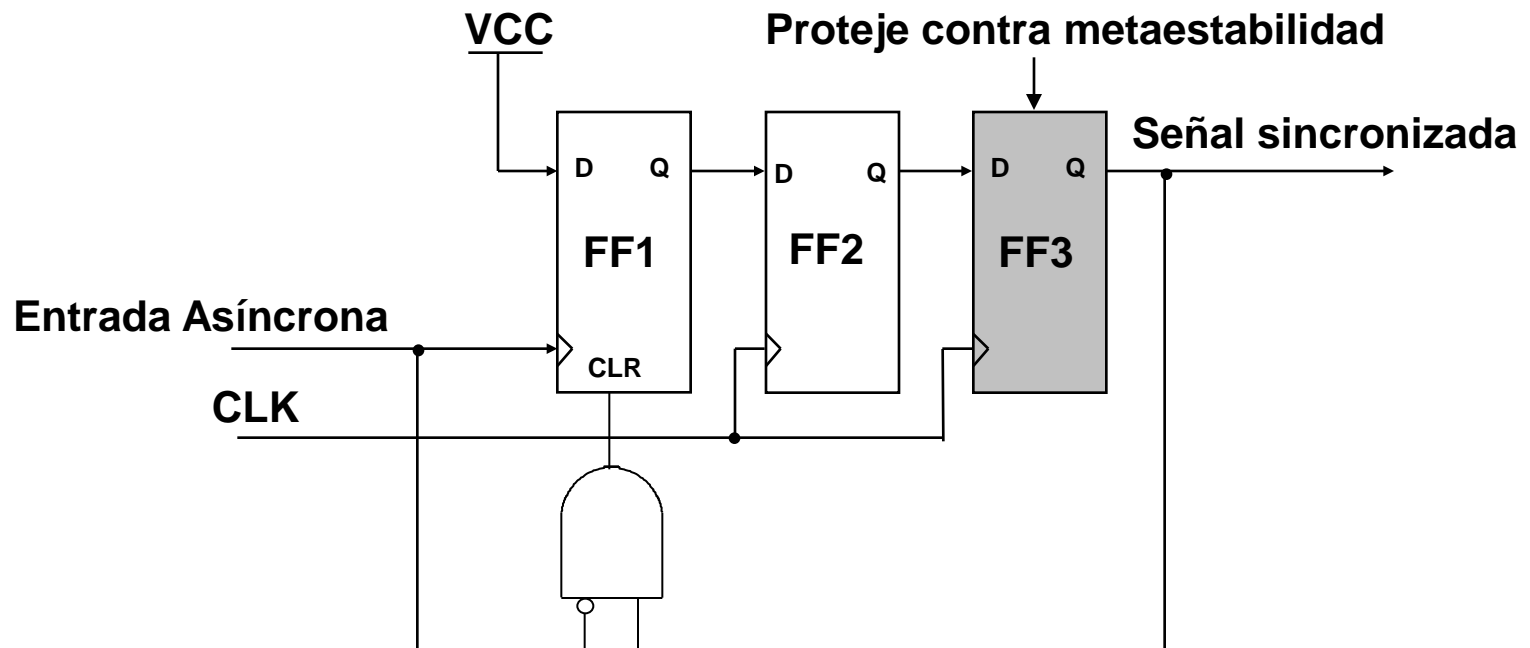 VCC
Proteje contra metaestabilidad
Señal sincronizada
D Q
D Q
D Q
FF1
FF2
FF3
Entrada Asíncrona
CLR
CLK